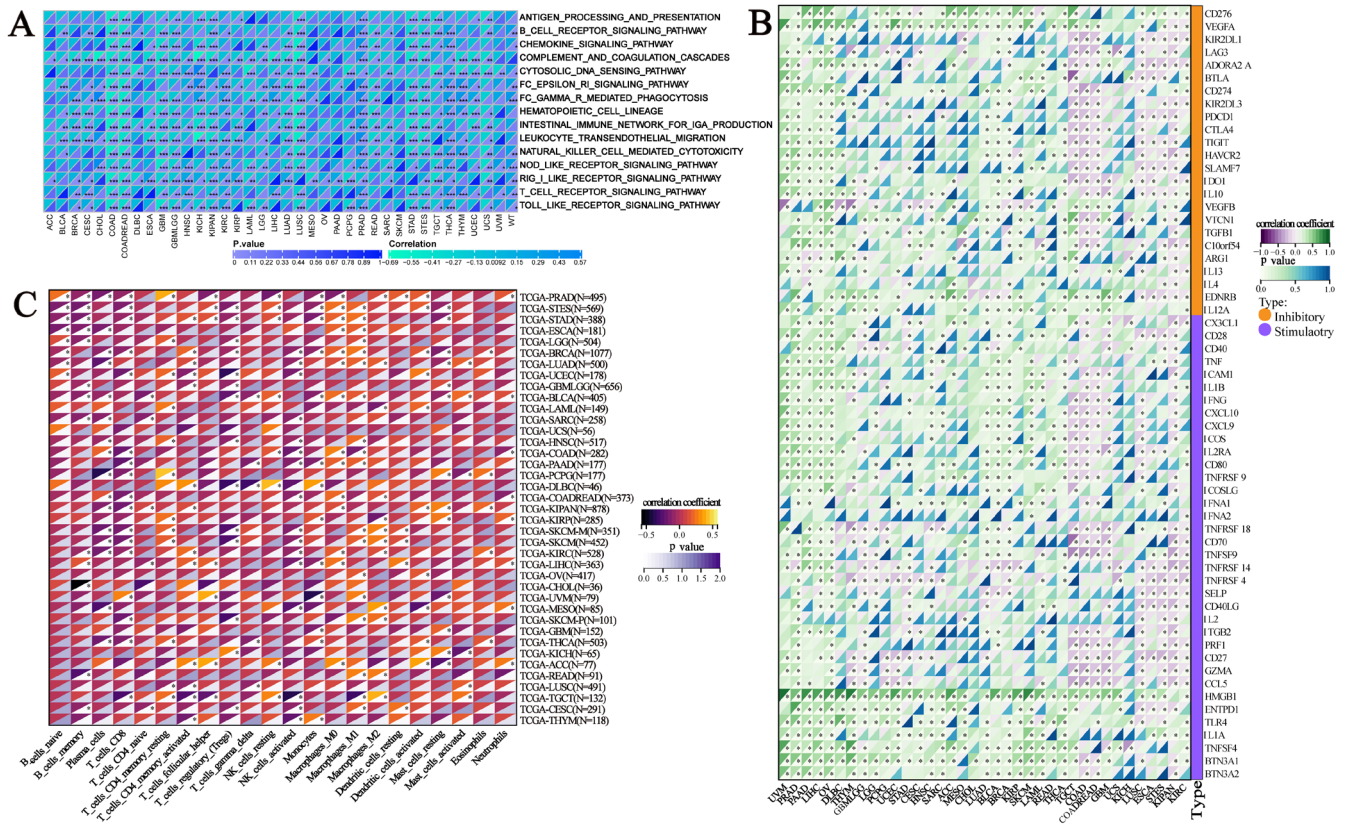 A
ANTIGEN_PROCESSING_AND_PRESENTATION
B_CELL_RECEPTOR_SIGNALING_PATHWAY
CHEMOKINE_SIGNALING_PATHWAY
COMPLEMENT_AND_COAGULATION_CASCADES
CYTOSOLIC_DNA_SENSING_PATHWAY
FC_EPSILON_RI_SIGNALING_PATHWAY
FC_GAMMA_R_MEDIATED_PHAGOCYTOSIS
HEMATOPOIETIC_CELL_LINEAGE
INTESTINAL_IMMUNE_NETWORK_FOR_IGA_PRODUCTION
LEUKOCYTE_TRANSENDOTHELIAL_MIGRATION
NATURAL_KILLER_CELL_MEDIATED_CYTOTOXICITY
NOD_LIKE_RECEPTOR_SIGNALING_PATHWAY
RIG_I_LIKE_RECEPTOR_SIGNALING_PATHWAY
T_CELL_RECEPTOR_SIGNALING_PATHWAY
TOLL_LIKE_RECEPTOR_SIGNALING_PATHWAY
ACC BLCA BRCA CESC CHOL COAD COADREAD DLBC ESCA GBM GBMLGG HNSC KICH KIPAN KIRC KIRP LAML LGG LIHC LUAD LUSC MESO OV PAAD PCPG PRAD READ SARC SKCM STAD STES TGCT THCA THYM UCEC UCS UVM WT
P.value
0 0.11 0.22 0.33 0.44 0.56 0.67 0.78 0.89 1
Correlation
−0.69 −0.55 −0.41 −0.27 −0.13 0.0092 0.15 0.29 0.43 0.57
B
CD276
VEGFA
KIR2DL1
LAG3
ADORA2 A
BTLA
CD274
KIR2DL3
PDCD1
CTLA4
TIGIT
HAVCR2
SLAMF7
IDO1
IL10
VEGFB
VTCN1
TGFB1
C10orf54
ARG1
IL13
IL4
EDNRB
IL12A
CX3CL1
CD28
CD40
TNF
ICAM1
IL1B
IFNG
CXCL10
CXCL9
ICOS
IL2RA
CD80
TNFRSF 9
ICOSLG
IFNA1
IFNA2
TNFRSF 18
CD70
TNFSF9
TNFRSF 14
TNFRSF 4
SELP
CD40LG
IL2
ITGB2
PRF1
CD27
GZMA
CCL5
HMGB1
ENTPD1
TLR4
IL1A
TNFSF4
BTN3A1
BTN3A2
Type
correlation coefficient
−1.0 −0.5 0.0 0.5 1.0
p value
0.0 0.5 1.0
Type:
Inhibitory
Stimulaotry
C
TCGA-PRAD(N=495)
TCGA-STES(N=569)
TCGA-STAD(N=388)
TCGA-ESCA(N=181)
TCGA-LGG(N=504)
TCGA-BRCA(N=1077)
TCGA-LUAD(N=500)
TCGA-UCEC(N=178)
TCGA-GBMLGG(N=656)
TCGA-BLCA(N=405)
TCGA-LAML(N=149)
TCGA-SARC(N=258)
TCGA-UCS(N=56)
TCGA-HNSC(N=517)
TCGA-COAD(N=282)
TCGA-PAAD(N=177)
TCGA-PCPG(N=177)
TCGA-DLBC(N=46)
TCGA-COADREAD(N=373)
TCGA-KIPAN(N=878)
TCGA-KIRP(N=285)
TCGA-SKCM-M(N=351)
TCGA-SKCM(N=452)
TCGA-KIRC(N=528)
TCGA-LIHC(N=363)
TCGA-OV(N=417)
TCGA-CHOL(N=36)
TCGA-UVM(N=79)
TCGA-MESO(N=85)
TCGA-SKCM-P(N=101)
TCGA-GBM(N=152)
TCGA-THCA(N=503)
TCGA-KICH(N=65)
TCGA-ACC(N=77)
TCGA-READ(N=91)
TCGA-LUSC(N=491)
TCGA-TGCT(N=132)
TCGA-CESC(N=291)
TCGA-THYM(N=118)
B_cells_naive
B_cells_memory
Plasma_cells
T_cells_CD8
T_cells_CD4_naive
T_cells_CD4_memory_resting
T_cells_CD4_memory_activated
T_cells_follicular_helper
T_cells_regulatory_(Tregs)
T_cells_gamma_delta
NK_cells_resting
NK_cells_activated
Monocytes
Macrophages_M0
Macrophages_M1
Macrophages_M2
Dendritic_cells_resting
Dendritic_cells_activated
Mast_cells_resting
Mast_cells_activated
Eosinophils
Neutrophils
correlation coefficient
−0.5 0.0 0.5
p value
0.0 0.5 1.0 1.5 2.0